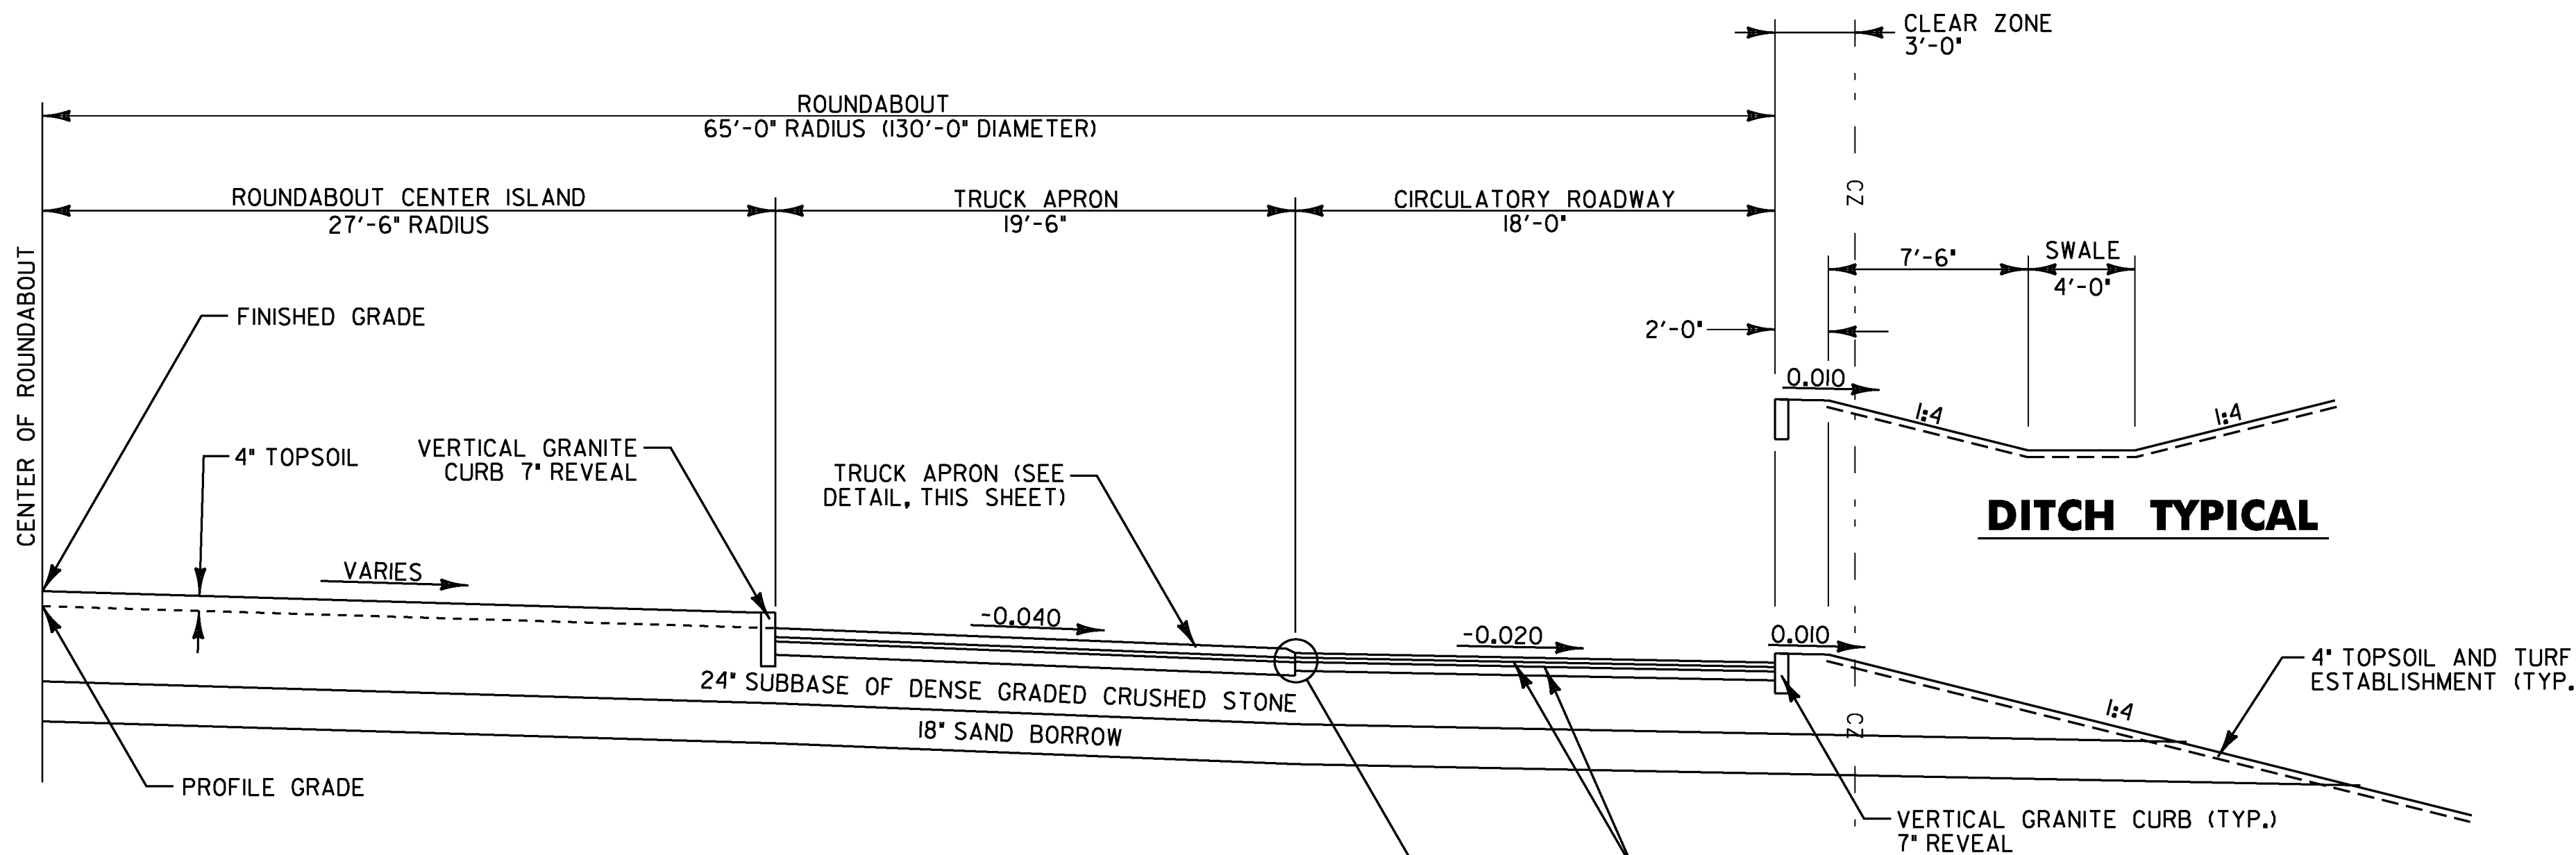 CLEAR ZONE
3'-0"
ROUNDABOUT
65'-0" RADIUS (130'-0" DIAMETER)
ROUNDABOUT CENTER ISLAND
27'-6" RADIUS
TRUCK APRON
19'-6"
CIRCULATORY ROADWAY
18'-0"
CZ
7'-6"
SWALE
4'-0"
2'-0"
CENTER OF ROUNDABOUT
FINISHED GRADE
0.010
1:4
1:4
4" TOPSOIL
VERTICAL GRANITE
CURB 7" REVEAL
TRUCK APRON (SEE
DETAIL, THIS SHEET)
DITCH TYPICAL
VARIES
-0.040
-0.020
0.010
4" TOPSOIL AND TURF
ESTABLISHMENT (TYP.
24" SUBBASE OF DENSE GRADED CRUSHED STONE
1:4
CZ
18" SAND BORROW
PROFILE GRADE
VERTICAL GRANITE CURB (TYP.)
7" REVEAL